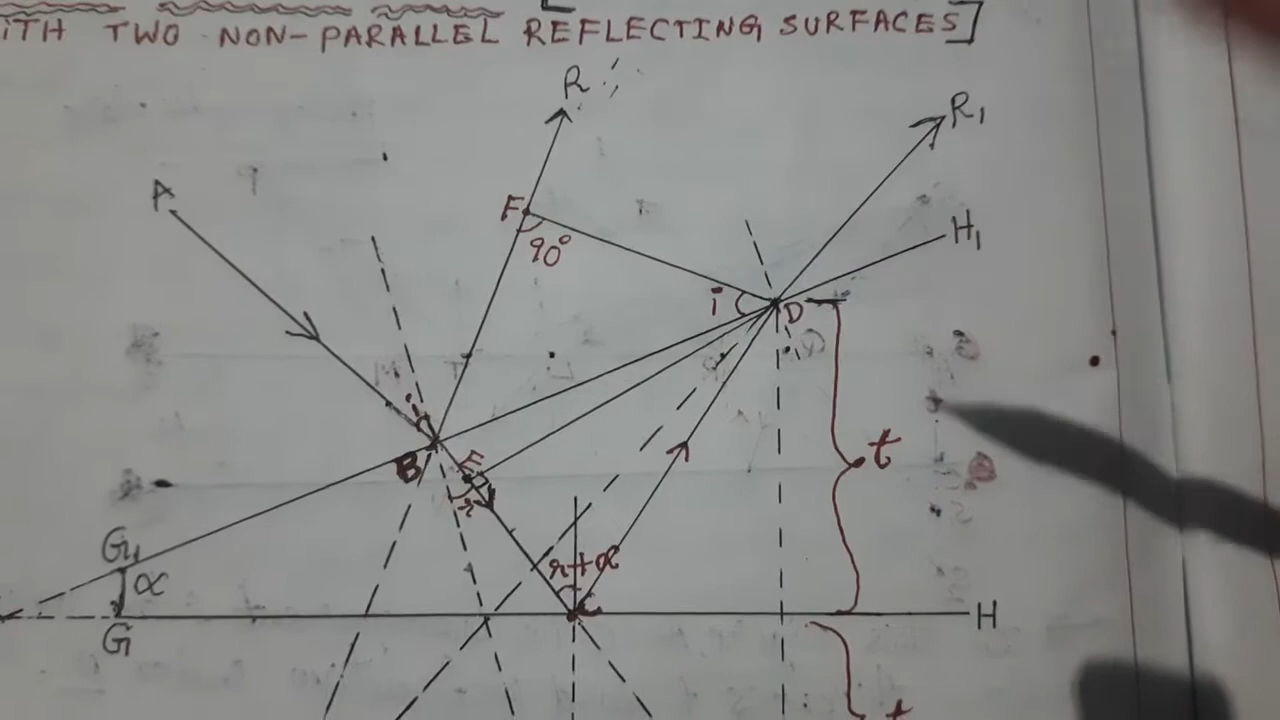 ITH TWO NON-PARALLEL REFLECTING SURFACES]
R
R1
A
H1
F
90°
i
D
i
B
E
r
t
r+α
C
G1
α
G
H
t